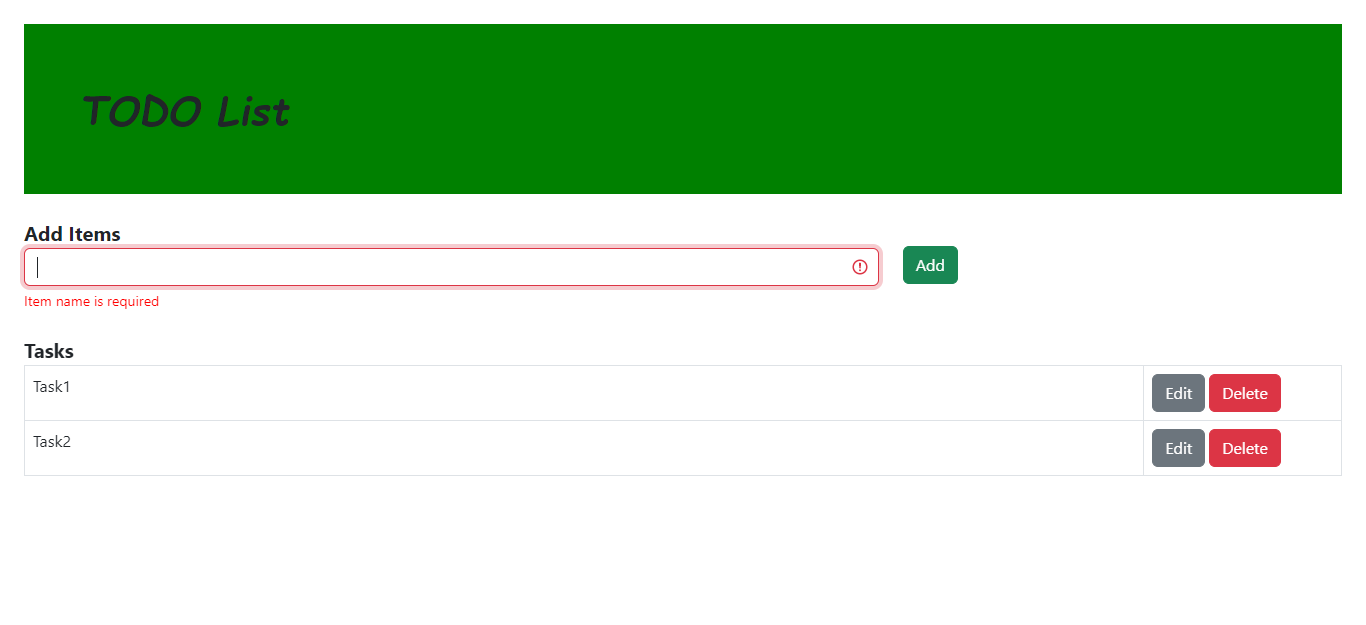 TODO List
Add Items
Add
Item name is required
Tasks
Task1 Edit Delete
Task2 Edit Delete